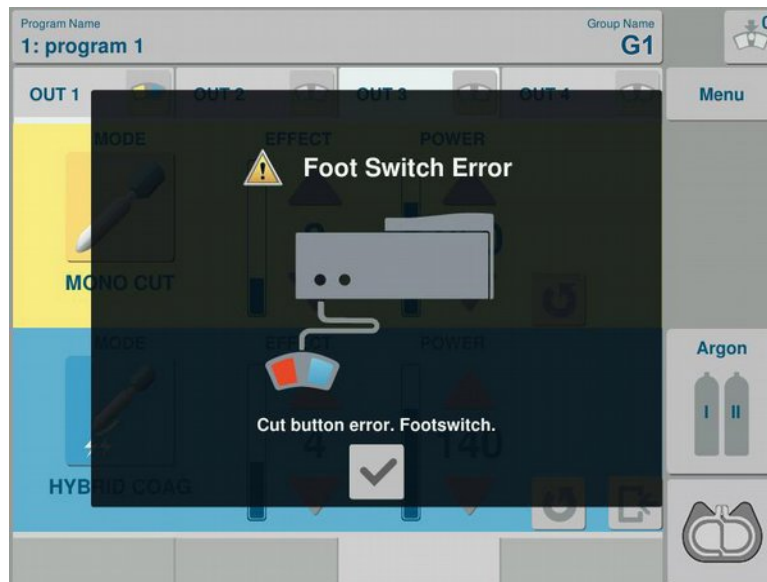 Program Name
1: program 1
Group Name
G1
OUT 1
OUT 2
OUT 3
OUT 4
Menu
MODE
EFFECT
POWER
Foot Switch Error
MONO CUT
MODE
EFFECT
POWER
Argon
I II
Cut button error. Footswitch.
4
140
HYBRID COAG